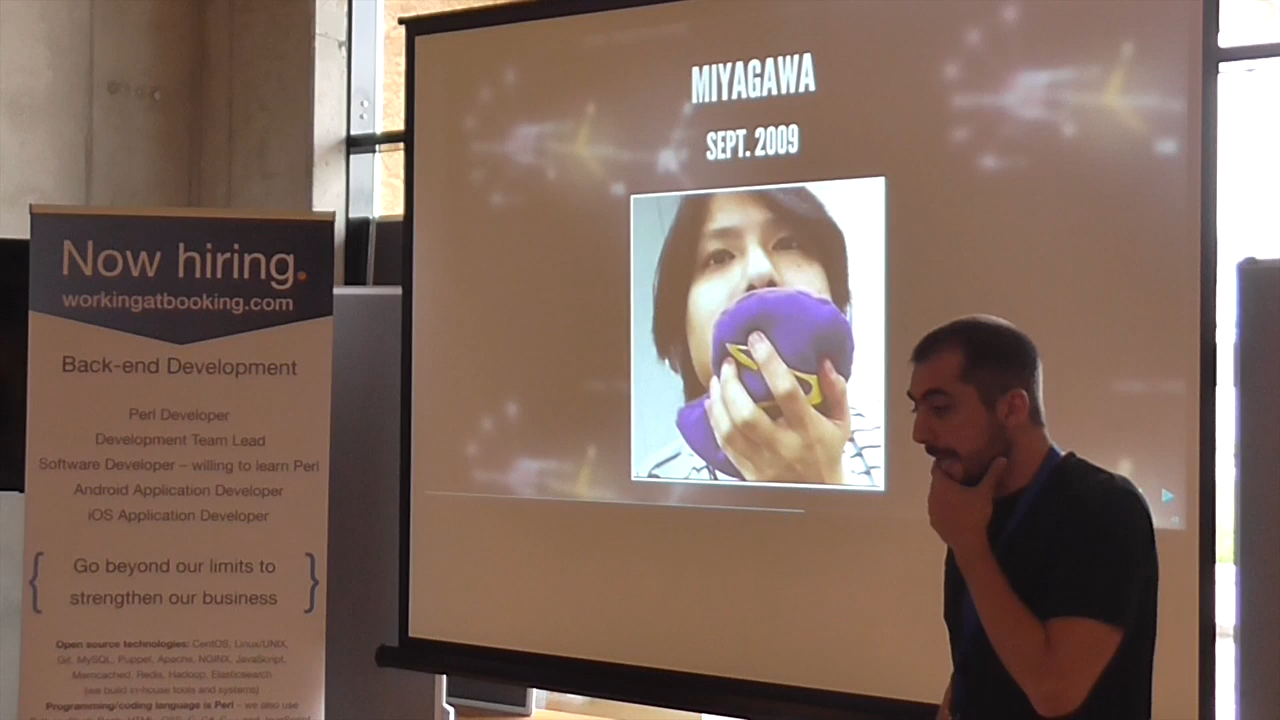 Now hiring.
workingatbooking.com
Back-end Development
Perl Developer
Development Team Lead
Software Developer – willing to learn Perl
Android Application Developer
iOS Application Developer
{ Go beyond our limits to
strengthen our business }
Open source technologies: CentOS, Linux/UNIX,
Git, MySQL, Puppet, Apache, NGINX, JavaScript,
Memcached, Redis, Hadoop, Elasticsearch
(we build in-house tools and systems)
Programming/coding language is Perl – we also use
MIYAGAWA
SEPT. 2009